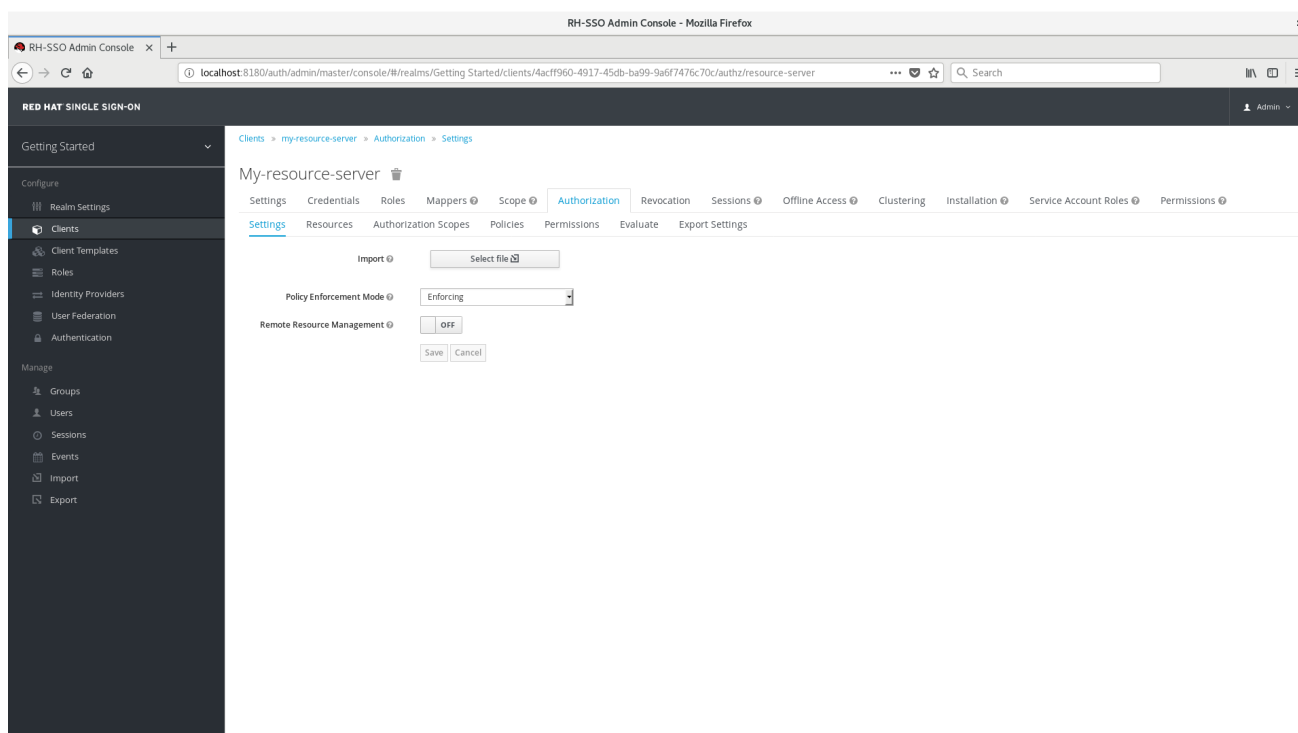 RH-SSO Admin Console - Mozilla Firefox
RH-SSO Admin Console
localhost:8180/auth/admin/master/console/#/realms/Getting Started/clients/4acff960-4917-45db-ba99-9a6f7476c70c/authz/resource-server
Search
RED HAT SINGLE SIGN-ON
Admin
Getting Started
Configure
Realm Settings
Clients
Client Templates
Roles
Identity Providers
User Federation
Authentication
Manage
Groups
Users
Sessions
Events
Import
Export
Clients » my-resource-server » Authorization » Settings
My-resource-server
Settings Credentials Roles Mappers Scope Authorization Revocation Sessions Offline Access Clustering Installation Service Account Roles Permissions
Settings Resources Authorization Scopes Policies Permissions Evaluate Export Settings
Import Select file
Policy Enforcement Mode Enforcing
Remote Resource Management OFF
Save Cancel